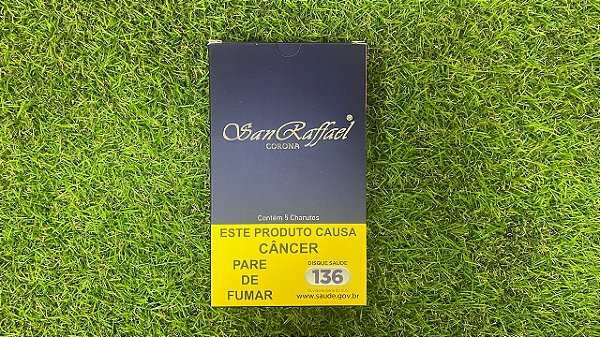 SanRaffael®
CORONA
Contém 5 Charutos
ESTE PRODUTO CAUSA
CÂNCER
PARE
DE
FUMAR
DISQUE SAÚDE
136
www.saude.gov.br